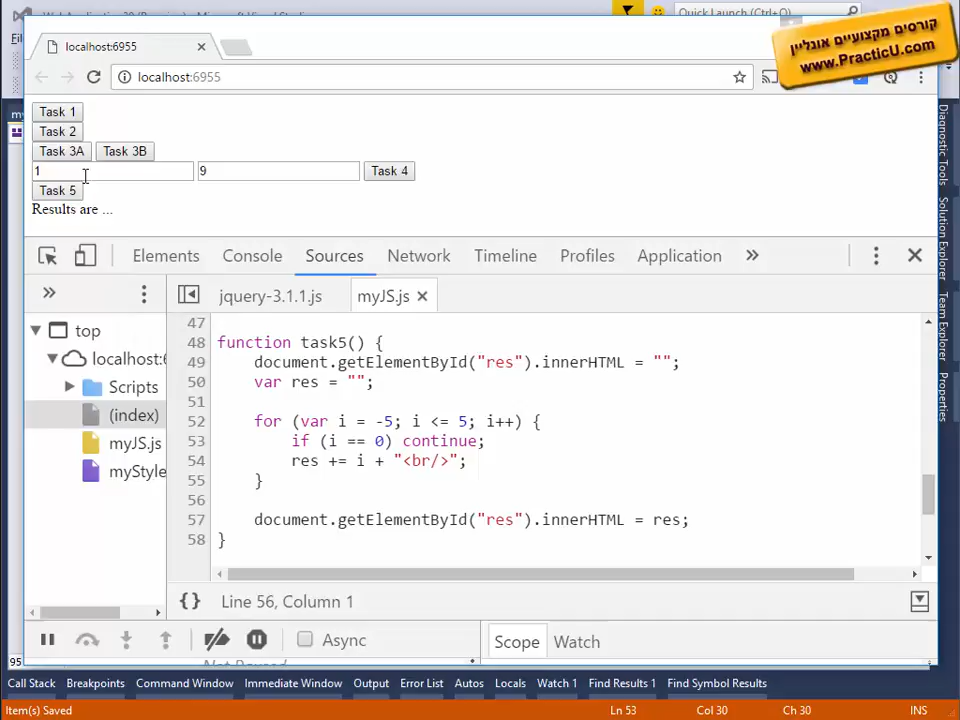 Quick Launch (Ctrl+Q)
localhost:6955
localhost:6955
קורסים מקצועיים אונליין
www.PracticU.com
Task 1
Task 2
Task 3A Task 3B
1 9 Task 4
Task 5
Results are ...
Elements Console Sources Network Timeline Profiles Application
jquery-3.1.1.js myJS.js
top
localhost:6
Scripts
(index)
myJS.js
myStyle
47
48 function task5() {
49 document.getElementById("res").innerHTML = "";
50 var res = "";
51
52 for (var i = -5; i <= 5; i++) {
53 if (i == 0) continue;
54 res += i + "<br/>";
55 }
56
57 document.getElementById("res").innerHTML = res;
58 }
{} Line 56, Column 1
Async
Scope Watch
Diagnostic Tools
Solution Explorer
Team Explorer
Properties
Call Stack Breakpoints Command Window Immediate Window Output Error List Autos Locals Watch 1 Find Results 1 Find Symbol Results
Item(s) Saved Ln 53 Col 30 Ch 30 INS